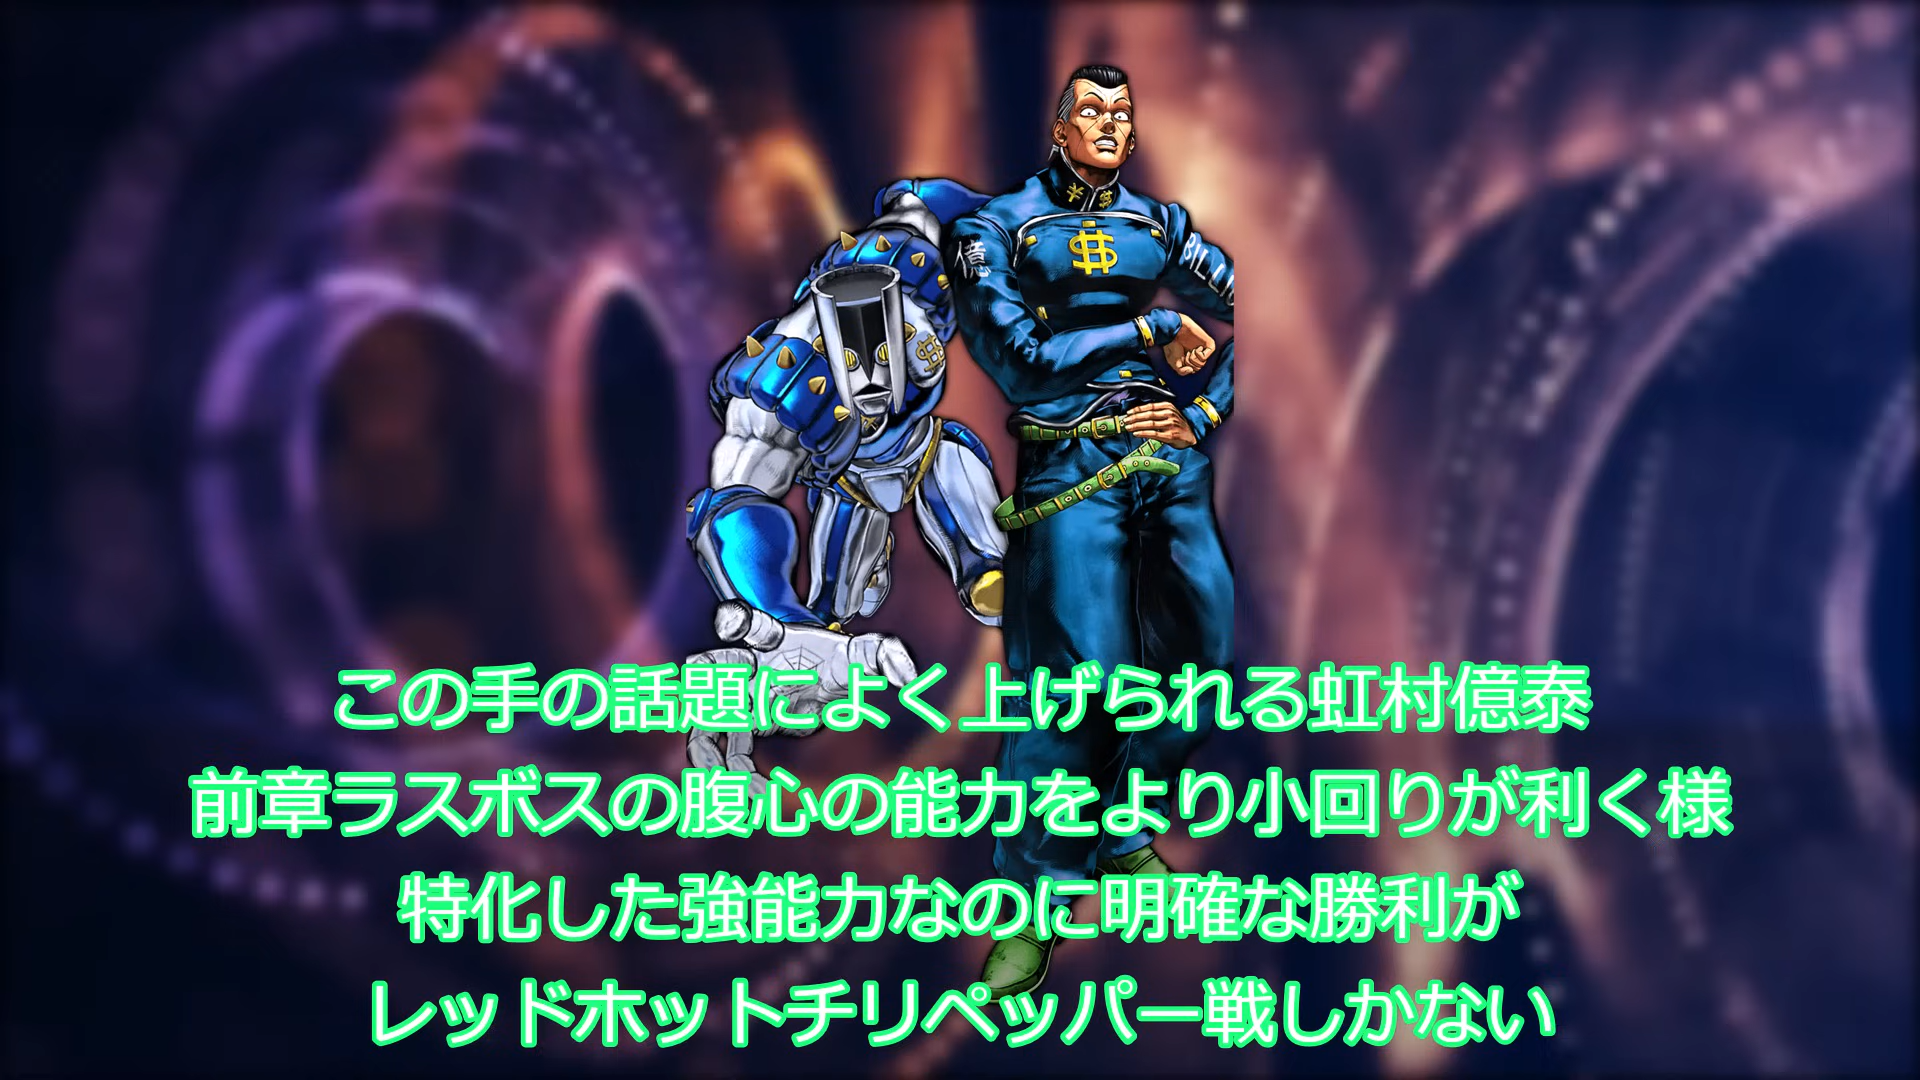 億
BILLI
この手の話題によく上げられる虹村億泰
前章ラスボスの腹心の能力をより小回りが利く様
特化した強能力なのに明確な勝利が
レッドホットチリペッパー戦しかない